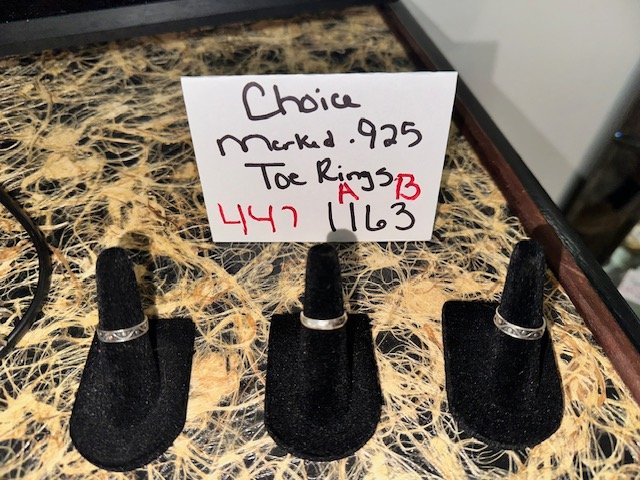 Choice
Marked .925
Toe Rings
A B
447 1163